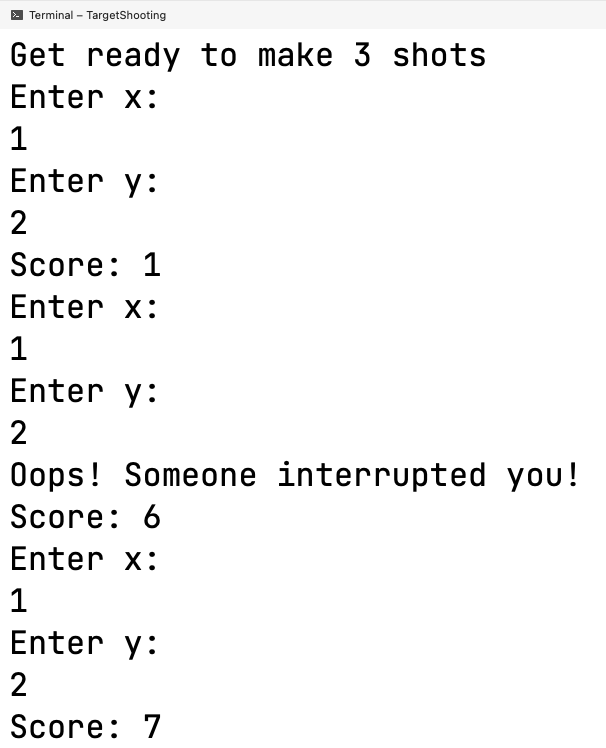 Terminal – TargetShooting
Get ready to make 3 shots
Enter x:
1
Enter y:
2
Score: 1
Enter x:
1
Enter y:
2
Oops! Someone interrupted you!
Score: 6
Enter x:
1
Enter y:
2
Score: 7